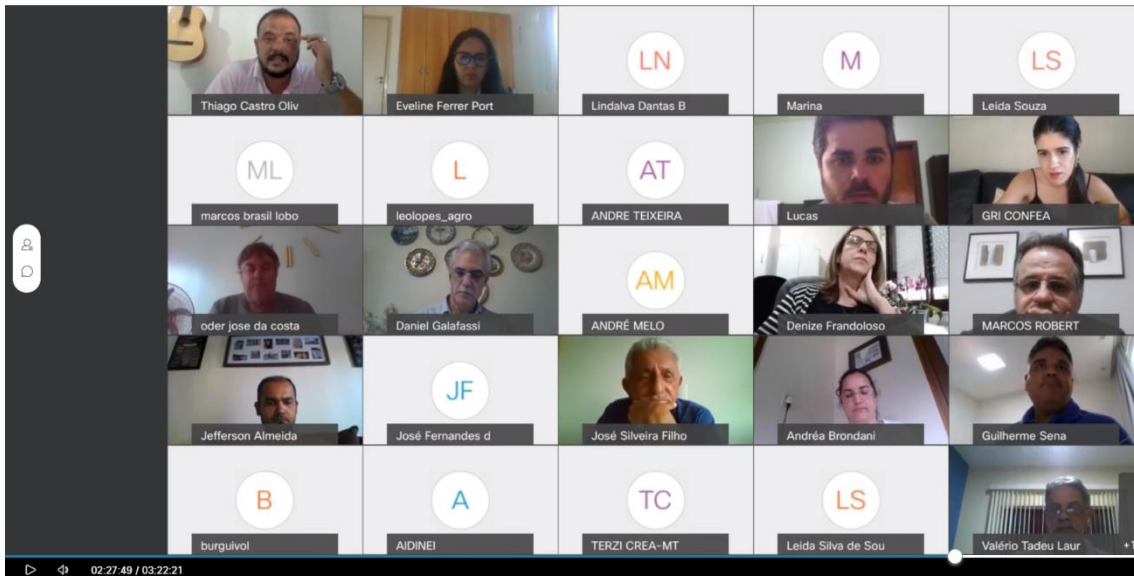 LN
M
LS
Thiago Castro Oliv
Eveline Ferrer Port
Lindalva Dantas B
Marina
Leida Souza
ML
L
AT
marcos brasil lobo
leolopes_agro
ANDRE TEIXEIRA
Lucas
GRI CONFEA
AM
oder jose da costa
Daniel Galafassi
ANDRÉ MELO
Denize Frandoloso
MARCOS ROBERT
JF
Jefferson Almeida
José Fernandes d
José Silveira Filho
Andréa Brondani
Guilherme Sena
B
A
TC
LS
burguivol
AIDINEI
TERZI CREA-MT
Leida Silva de Sou
Valério Tadeu Laur
+1
02:27:49 / 03:22:21